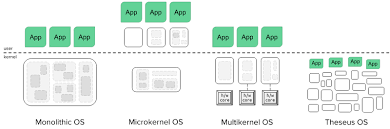 App App App
App App App
App App App
App App App App
user
kernel
h/w core h/w core h/w core
Monolithic OS
Microkernel OS
Multikernel OS
Theseus OS